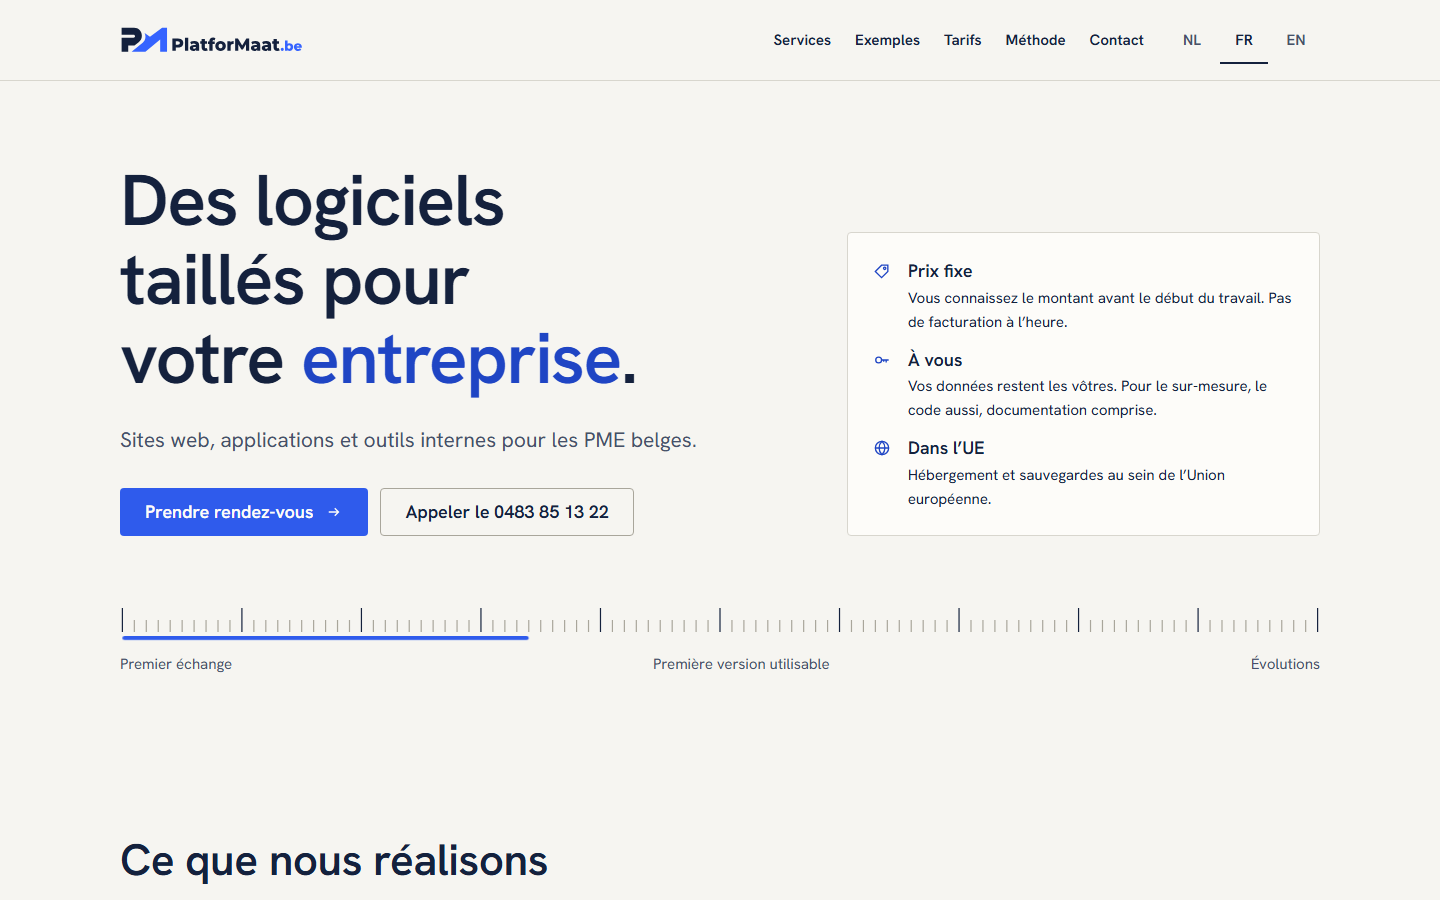 PM PlatforMaat.be
Services Exemples Tarifs Méthode Contact NL FR EN
Des logiciels
taillés pour
votre entreprise.
Sites web, applications et outils internes pour les PME belges.
Prendre rendez-vous →
Appeler le 0483 85 13 22
Prix fixe
Vous connaissez le montant avant le début du travail. Pas
de facturation à l’heure.
À vous
Vos données restent les vôtres. Pour le sur-mesure, le
code aussi, documentation comprise.
Dans l’UE
Hébergement et sauvegardes au sein de l’Union
européenne.
Premier échange
Première version utilisable
Évolutions
Ce que nous réalisons